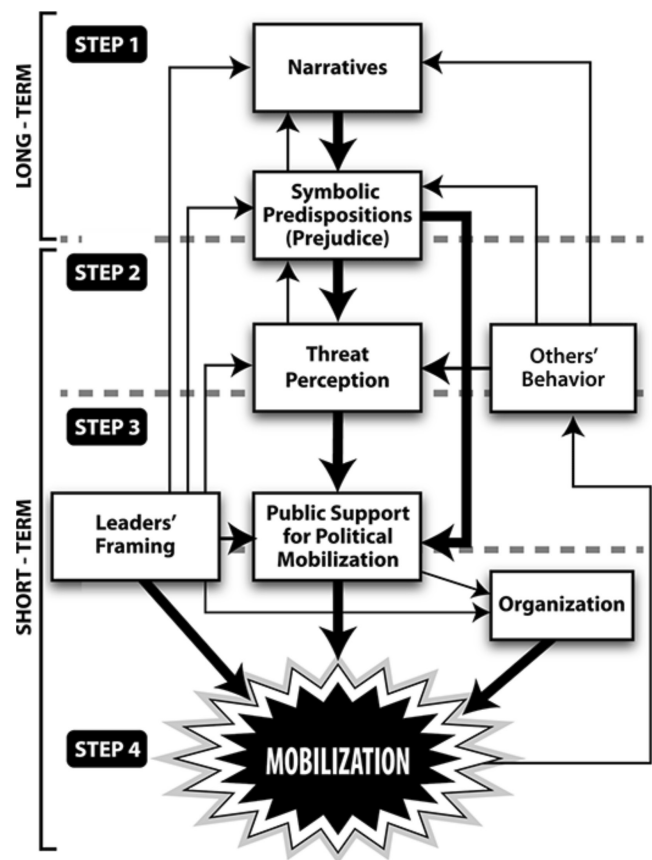 LONG - TERM
STEP 1
Narratives
Symbolic
Predispositions
(Prejudice)
SHORT - TERM
STEP 2
Threat
Perception
Others’
Behavior
STEP 3
Leaders’
Framing
Public Support
for Political
Mobilization
Organization
STEP 4
MOBILIZATION